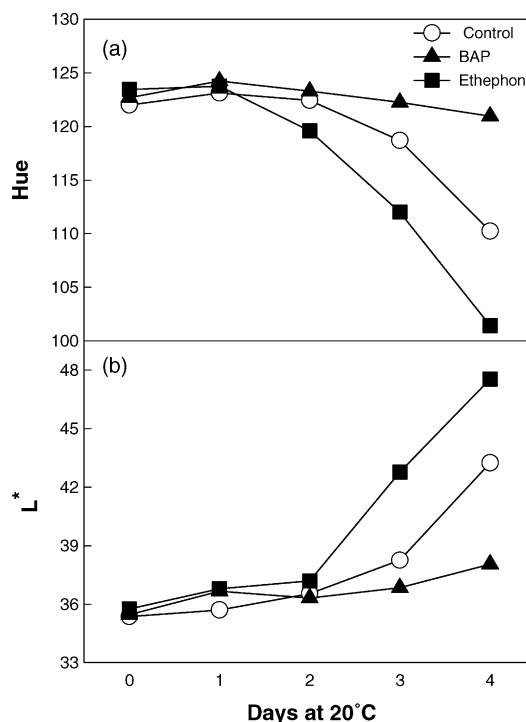 130
(a)
Control
BAP
Ethephon
125
120
115
110
105
100
Hue
(b)
48
45
42
39
36
33
L*
0 1 2 3 4
Days at 20˚C